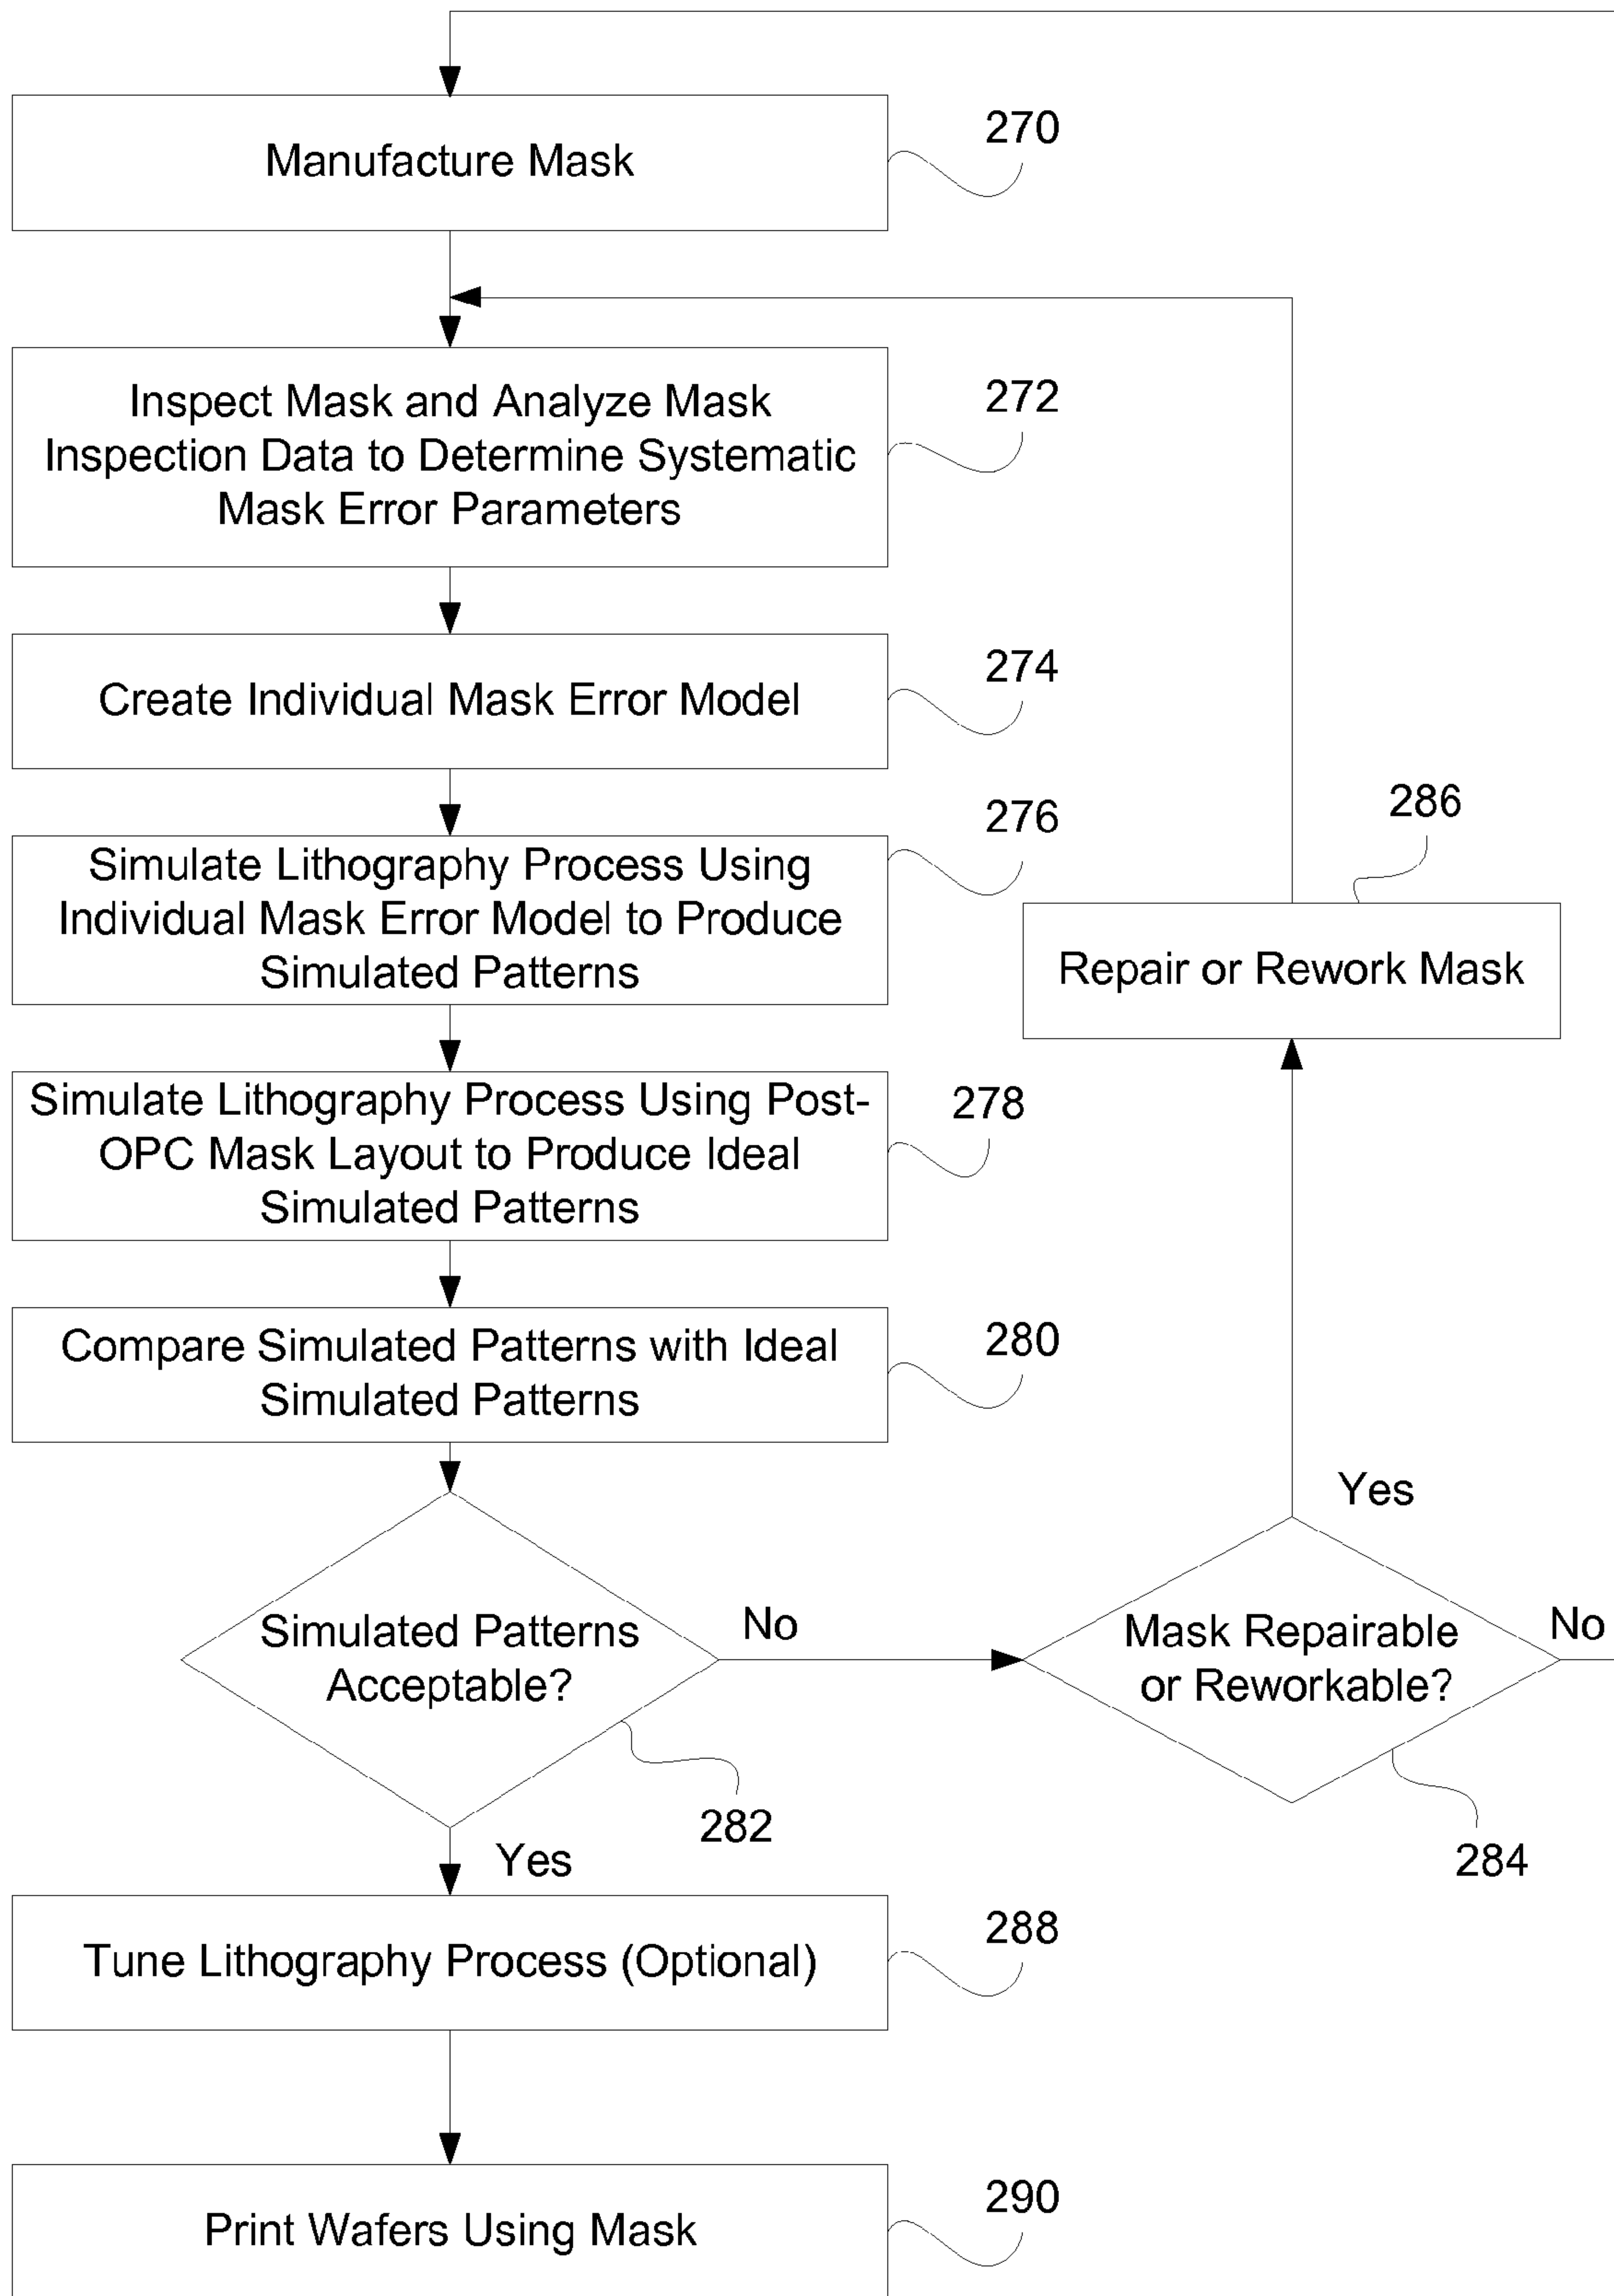 Manufacture Mask
270
Inspect Mask and Analyze Mask
Inspection Data to Determine Systematic
Mask Error Parameters
272
Create Individual Mask Error Model
274
Simulate Lithography Process Using
Individual Mask Error Model to Produce
Simulated Patterns
276
286
Repair or Rework Mask
Simulate Lithography Process Using Post-
OPC Mask Layout to Produce Ideal
Simulated Patterns
278
Compare Simulated Patterns with Ideal
Simulated Patterns
280
Simulated Patterns
Acceptable?
No
282
Yes
Mask Repairable
or Reworkable?
Yes
No
284
Tune Lithography Process (Optional)
288
Print Wafers Using Mask
290